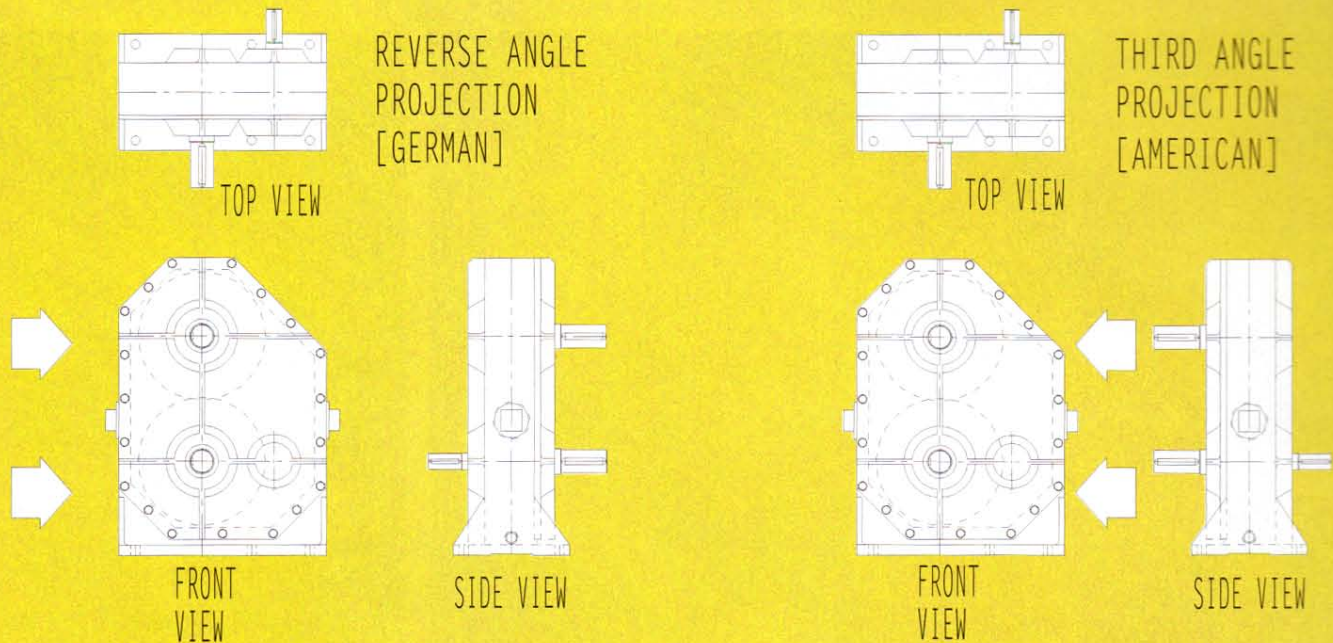 REVERSE ANGLE
PROJECTION
[GERMAN]
TOP VIEW
FRONT
VIEW
SIDE VIEW
THIRD ANGLE
PROJECTION
[AMERICAN]
TOP VIEW
FRONT
VIEW
SIDE VIEW